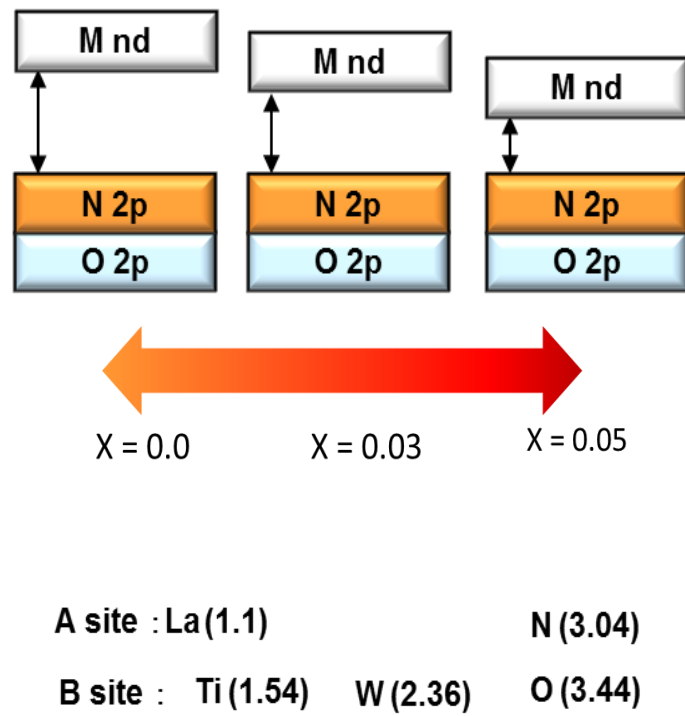 M nd
M nd
M nd
N 2p
N 2p
N 2p
O 2p
O 2p
O 2p
X = 0.0
X = 0.03
X = 0.05
A site : La (1.1)
N (3.04)
B site : Ti (1.54) W (2.36)
O (3.44)